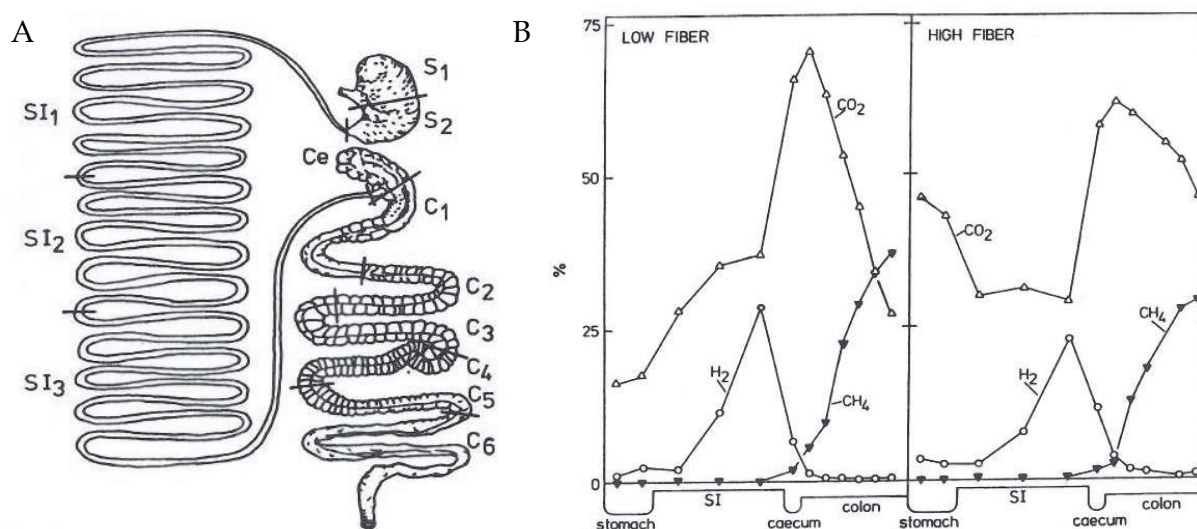 A
S1
S2
SI1
Ce
C1
SI2
C2
C3
SI3
C4
C5
C6
B
75
50
25
0
%
LOW FIBER
CO2
H2
CH4
stomach
SI
caecum
colon
HIGH FIBER
CO2
H2
CH4
stomach
SI
caecum
colon